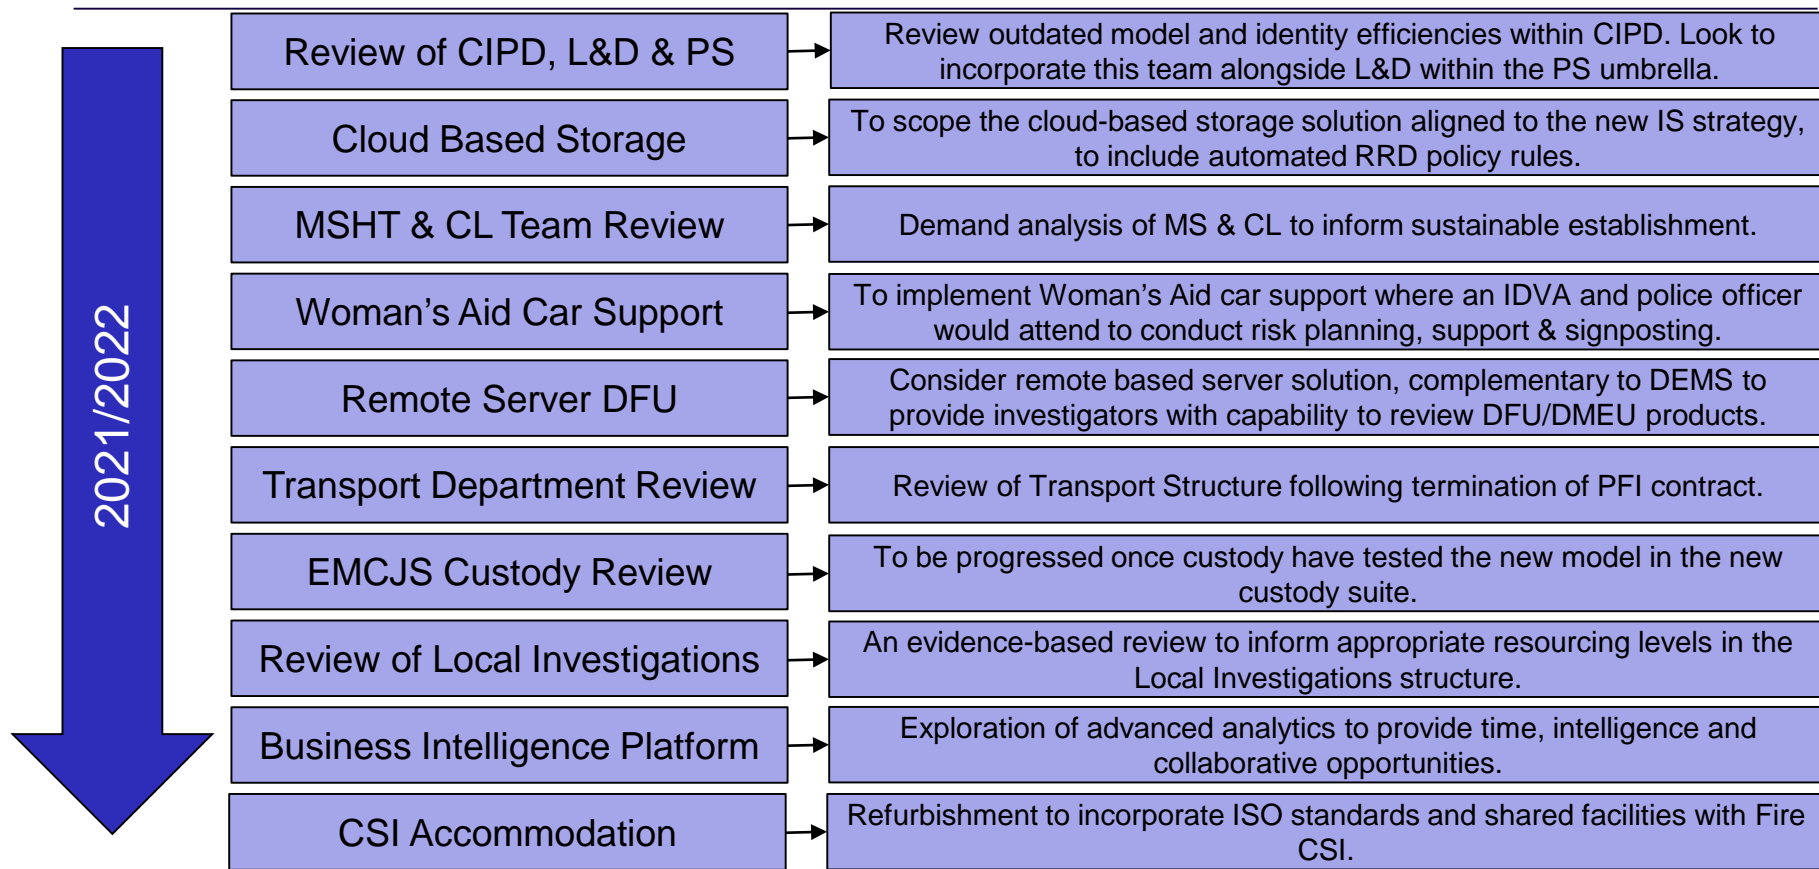 2021/2022
Review of CIPD, L&D & PS
Review outdated model and identity efficiencies within CIPD. Look to
incorporate this team alongside L&D within the PS umbrella.
Cloud Based Storage
To scope the cloud-based storage solution aligned to the new IS strategy,
to include automated RRD policy rules.
MSHT & CL Team Review
Demand analysis of MS & CL to inform sustainable establishment.
Woman’s Aid Car Support
To implement Woman’s Aid car support where an IDVA and police officer
would attend to conduct risk planning, support & signposting.
Remote Server DFU
Consider remote based server solution, complementary to DEMS to
provide investigators with capability to review DFU/DMEU products.
Transport Department Review
Review of Transport Structure following termination of PFI contract.
EMCJS Custody Review
To be progressed once custody have tested the new model in the new
custody suite.
Review of Local Investigations
An evidence-based review to inform appropriate resourcing levels in the
Local Investigations structure.
Business Intelligence Platform
Exploration of advanced analytics to provide time, intelligence and
collaborative opportunities.
CSI Accommodation
Refurbishment to incorporate ISO standards and shared facilities with Fire
CSI.